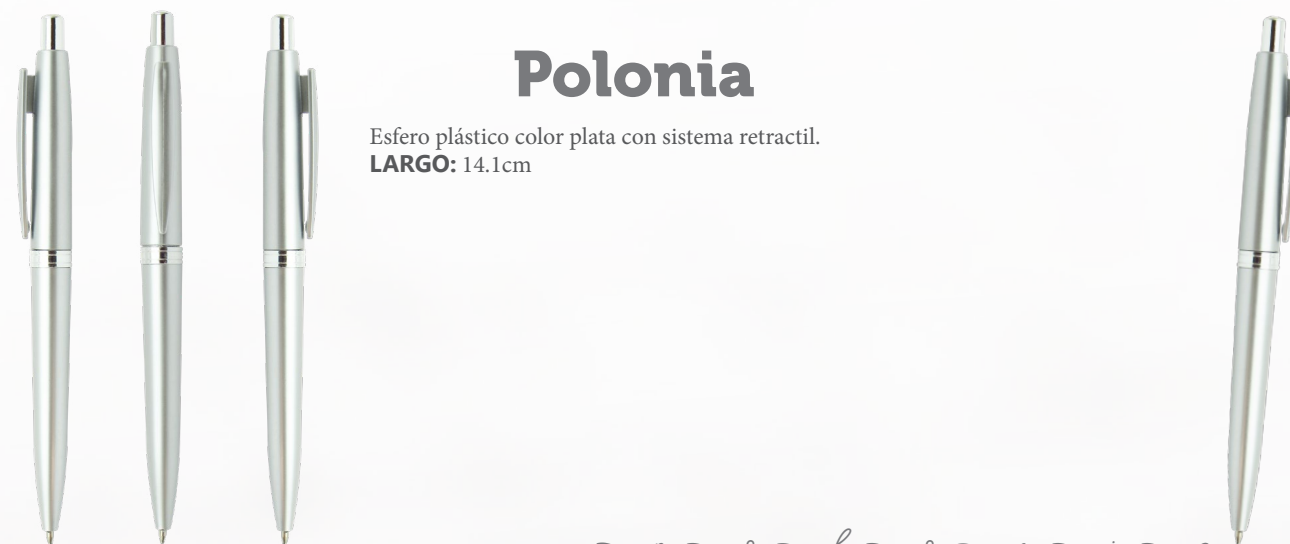 Polonia
Esfero plástico color plata con sistema retractil.
LARGO: 14.1cm